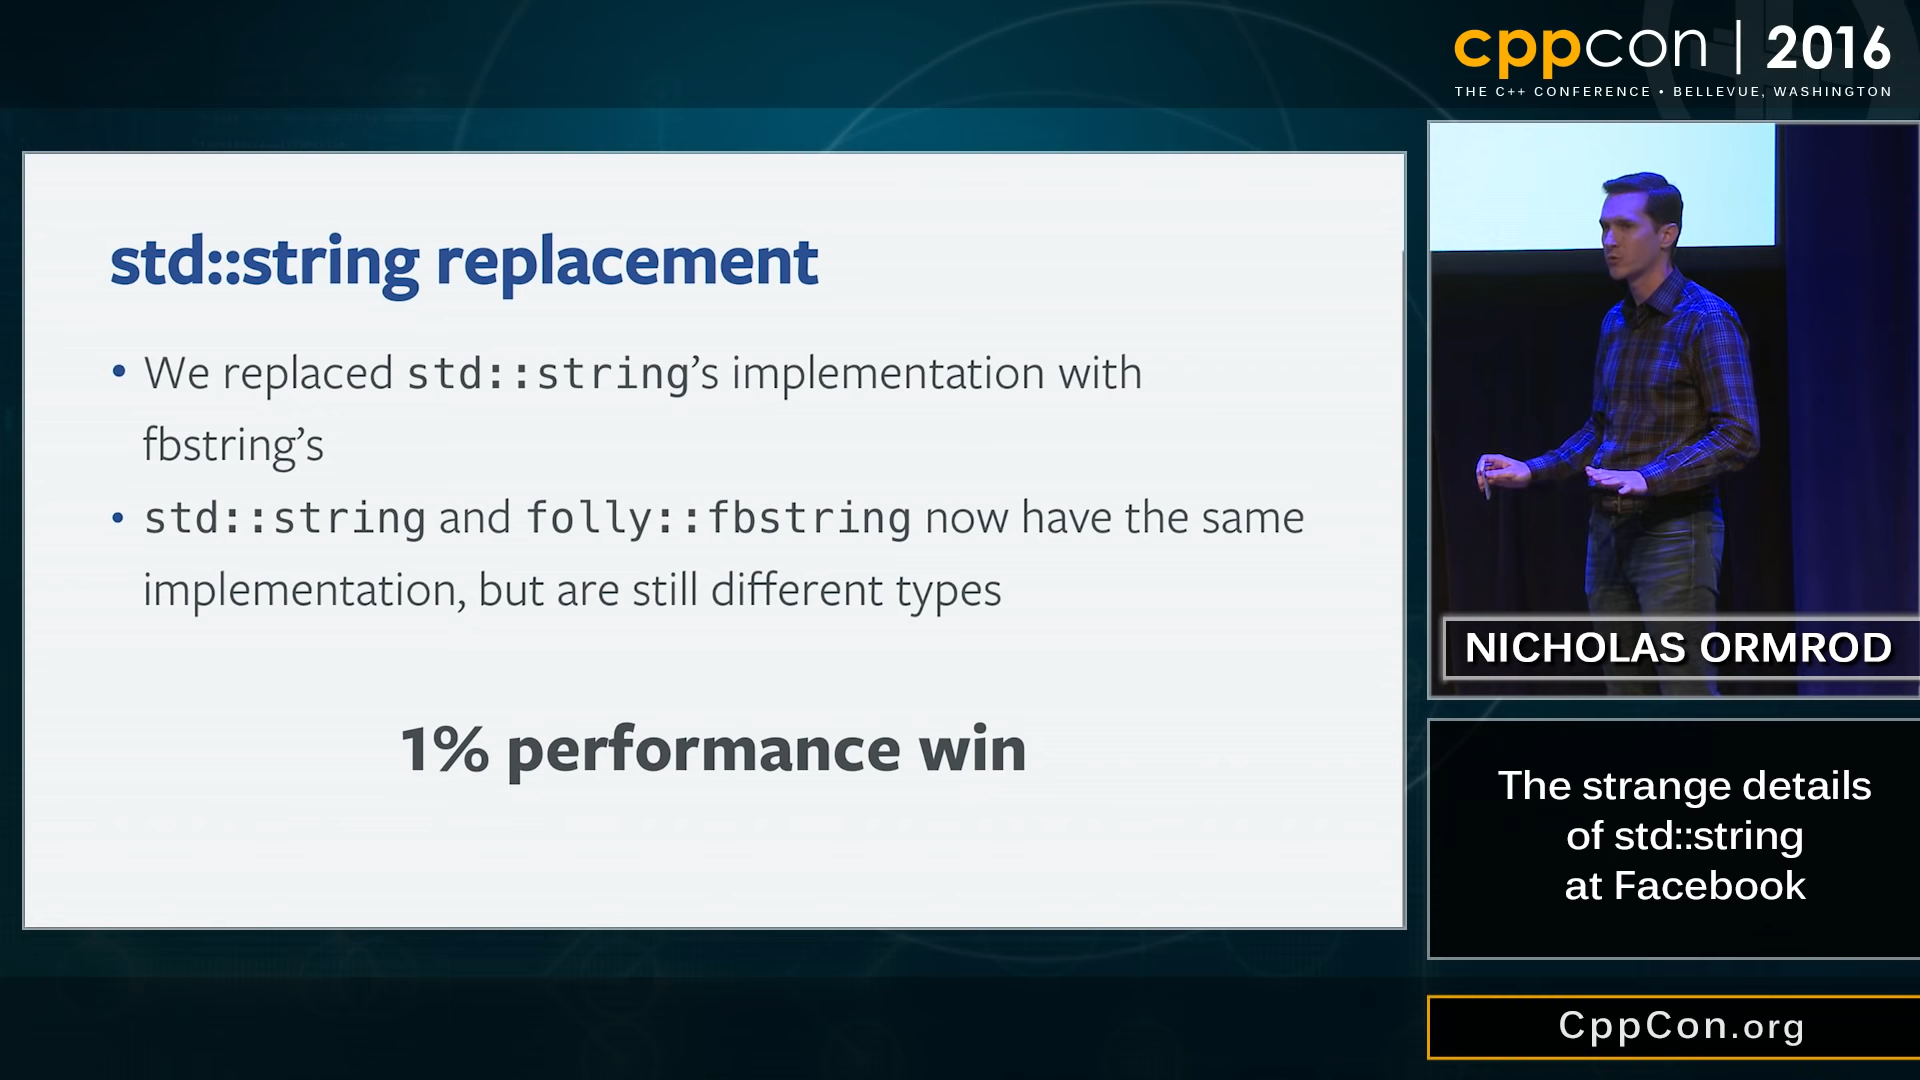 cppcon | 2016
THE C++ CONFERENCE • BELLEVUE, WASHINGTON
std::string replacement
• We replaced std::string’s implementation with
fbstring’s
• std::string and folly::fbstring now have the same
implementation, but are still different types
1% performance win
NICHOLAS ORMROD
The strange details
of std::string
at Facebook
CppCon.org